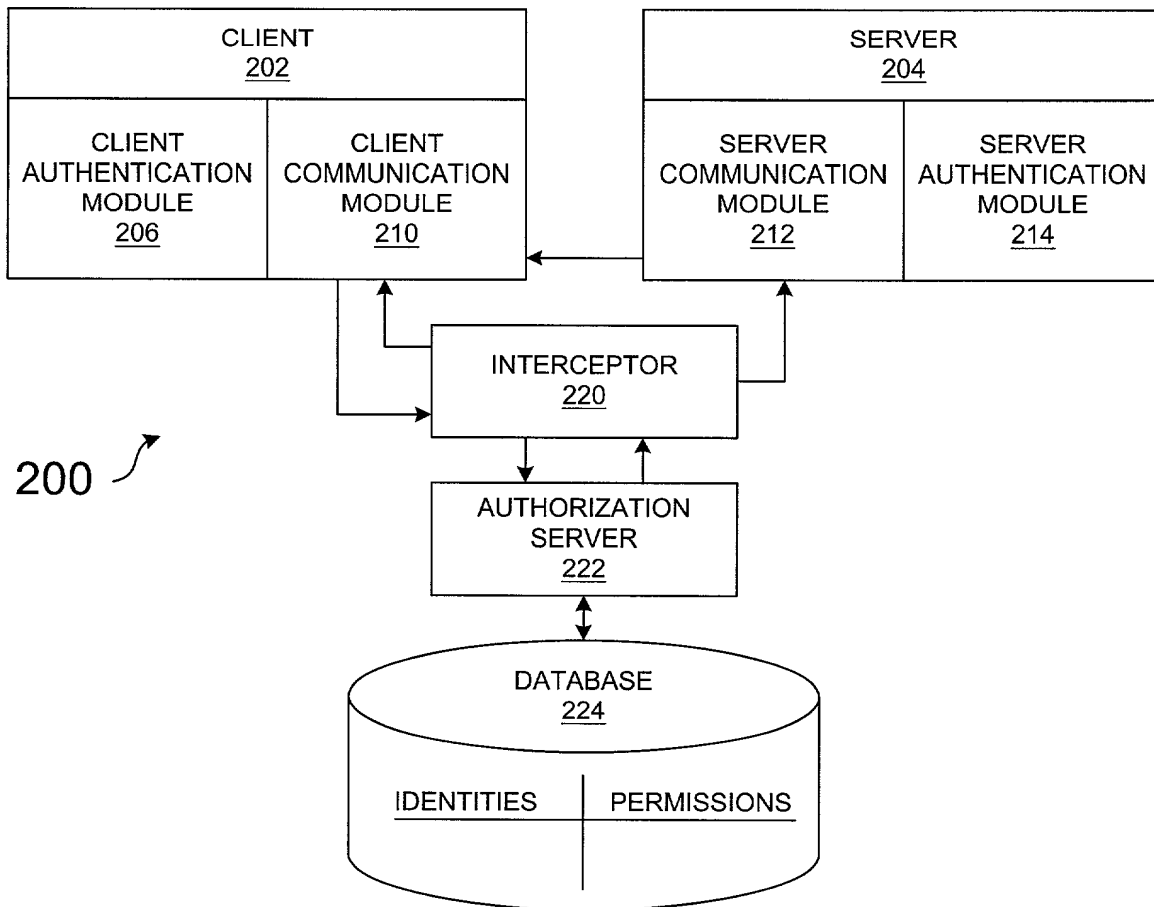 CLIENT
202
SERVER
204
CLIENT
AUTHENTICATION
MODULE
206
CLIENT
COMMUNICATION
MODULE
210
SERVER
COMMUNICATION
MODULE
212
SERVER
AUTHENTICATION
MODULE
214
INTERCEPTOR
220
200
AUTHORIZATION
SERVER
222
DATABASE
224
IDENTITIES
PERMISSIONS